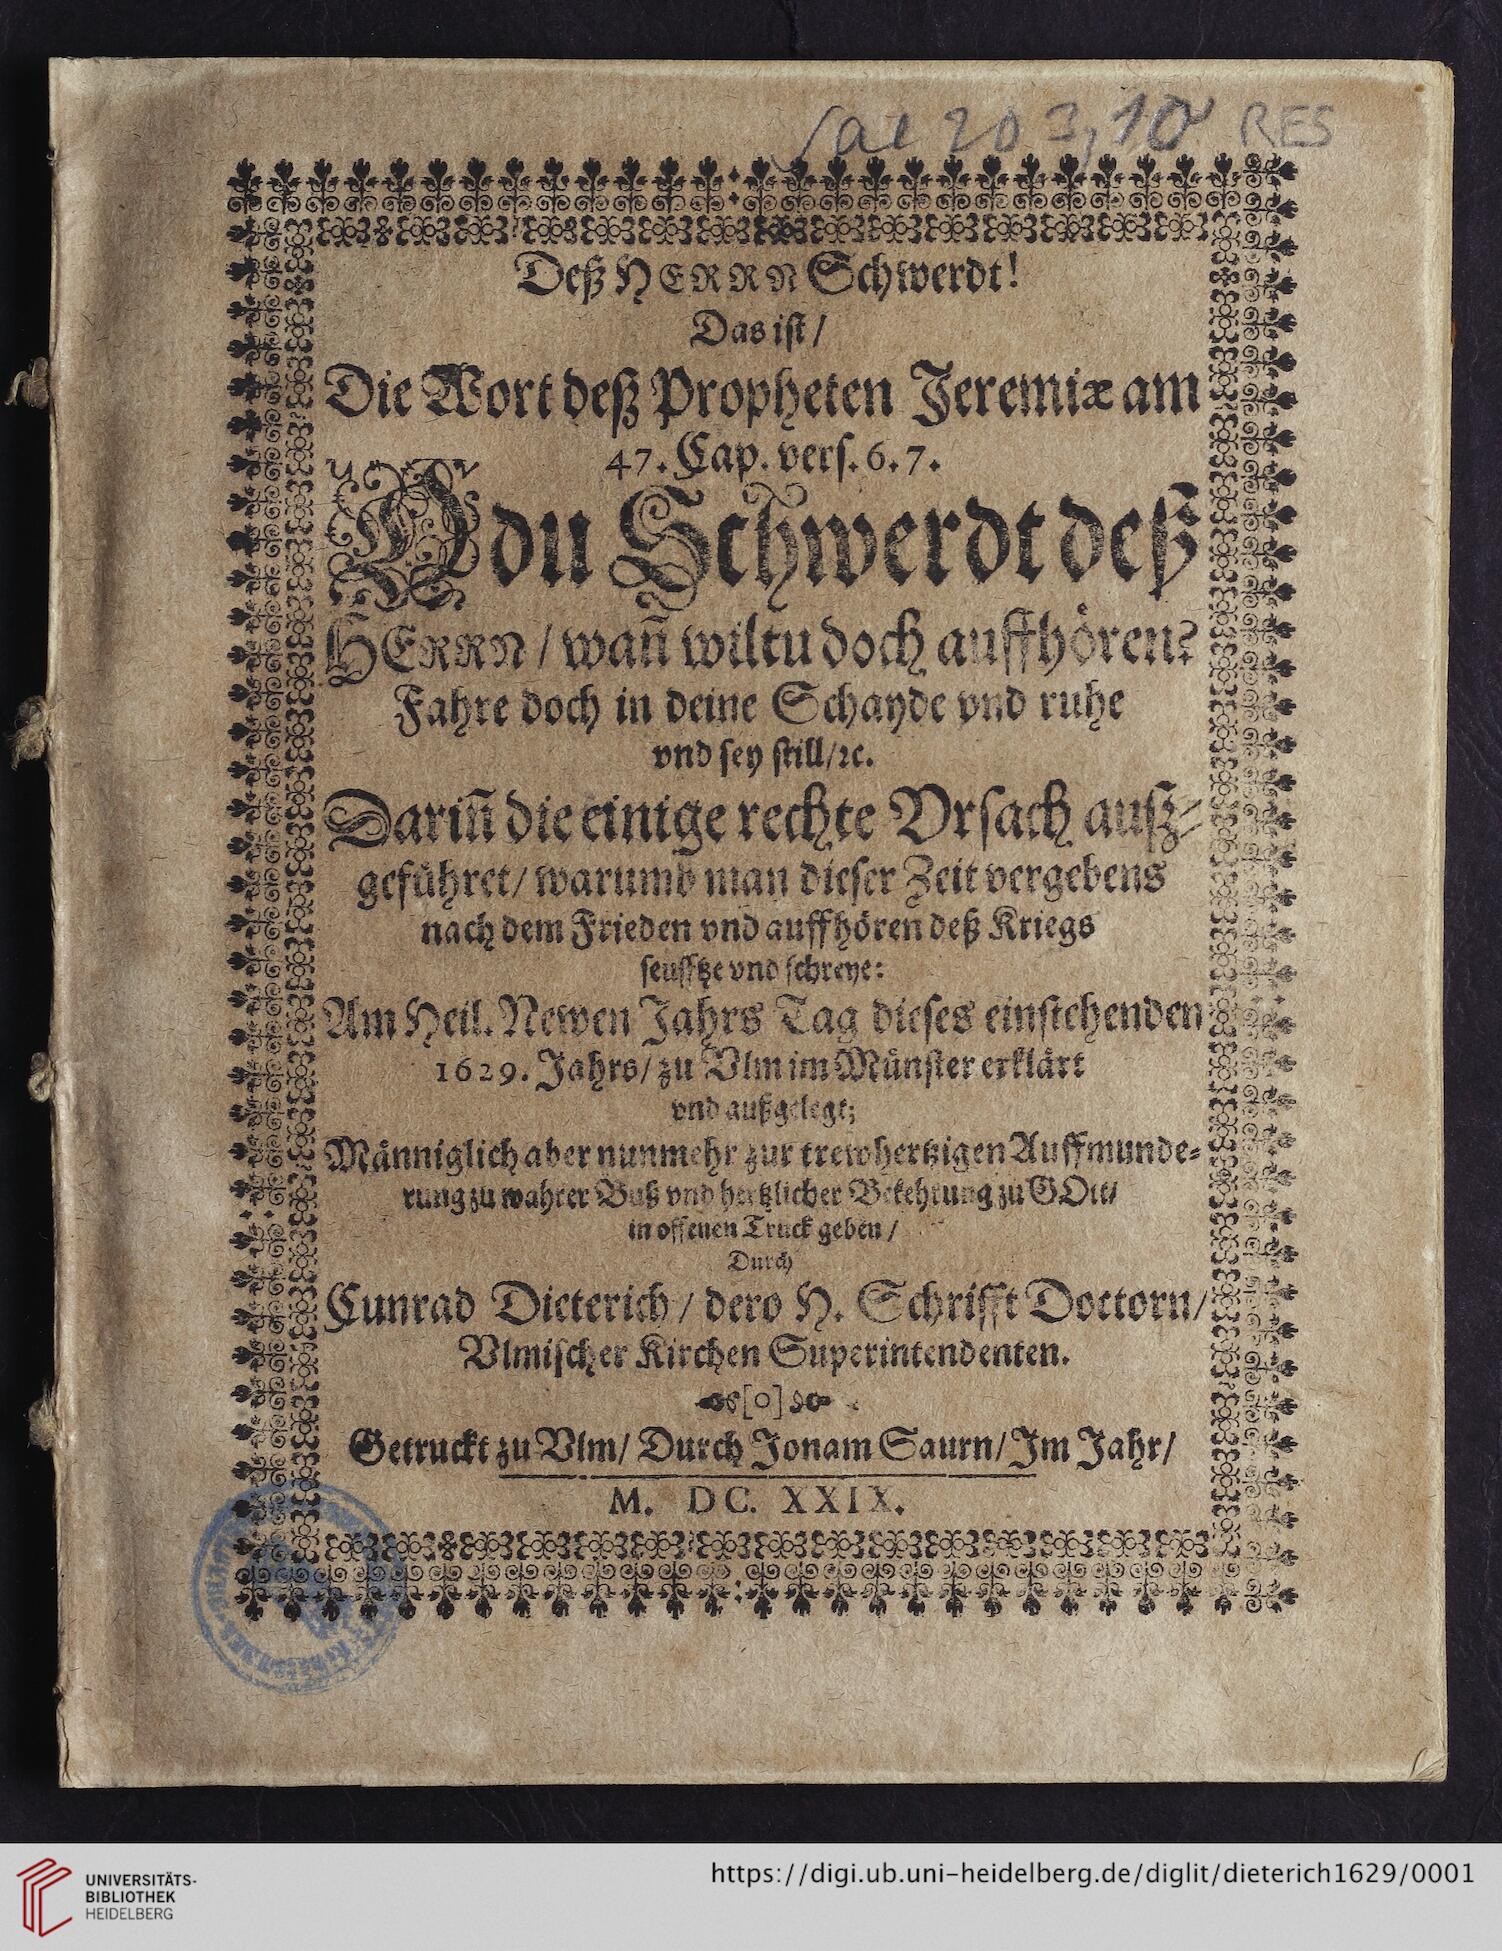 Sal 203,10 RES
Deß HERRN Schwerdt!
Das ist/
Die Wort deß Propheten Jeremiæ am
47. Cap. vers. 6. 7.
O du Schwerdt deß
HERRN / wañ wiltu doch auffhören?
Fahre doch in deine Schayde vnd ruhe
vnd sey still/ꝛc.
Dariñ die einige rechte Vrsach auß-
geführet/ warumb man dieser Zeit vergebens
nach dem Frieden vnd auffhören deß Kriegs
seufftze vnd schreye:
Am Heil. Newen Jahrs Tag dieses einstehenden
1629. Jahrs/ zu Vlm im Münster erklärt
vnd außgelegt;
Männiglich aber nunmehr zur trewhertzigen Auffmunde-
rung zu wahrer Buß vnd hertzlicher Bekehrung zu GOtt/
in offenen Truck geben /
Durch
Cunrad Dieterich / dero H. Schrifft Doctorn/
Vlmischer Kirchen Superintendenten.
[o]
Getruckt zu Vlm/ Durch Jonam Saurn/ Im Jahr/
M. DC. XXIX.
UNIVERSITÄTS-
BIBLIOTHEK
HEIDELBERG
https://digi.ub.uni-heidelberg.de/diglit/dieterich1629/0001